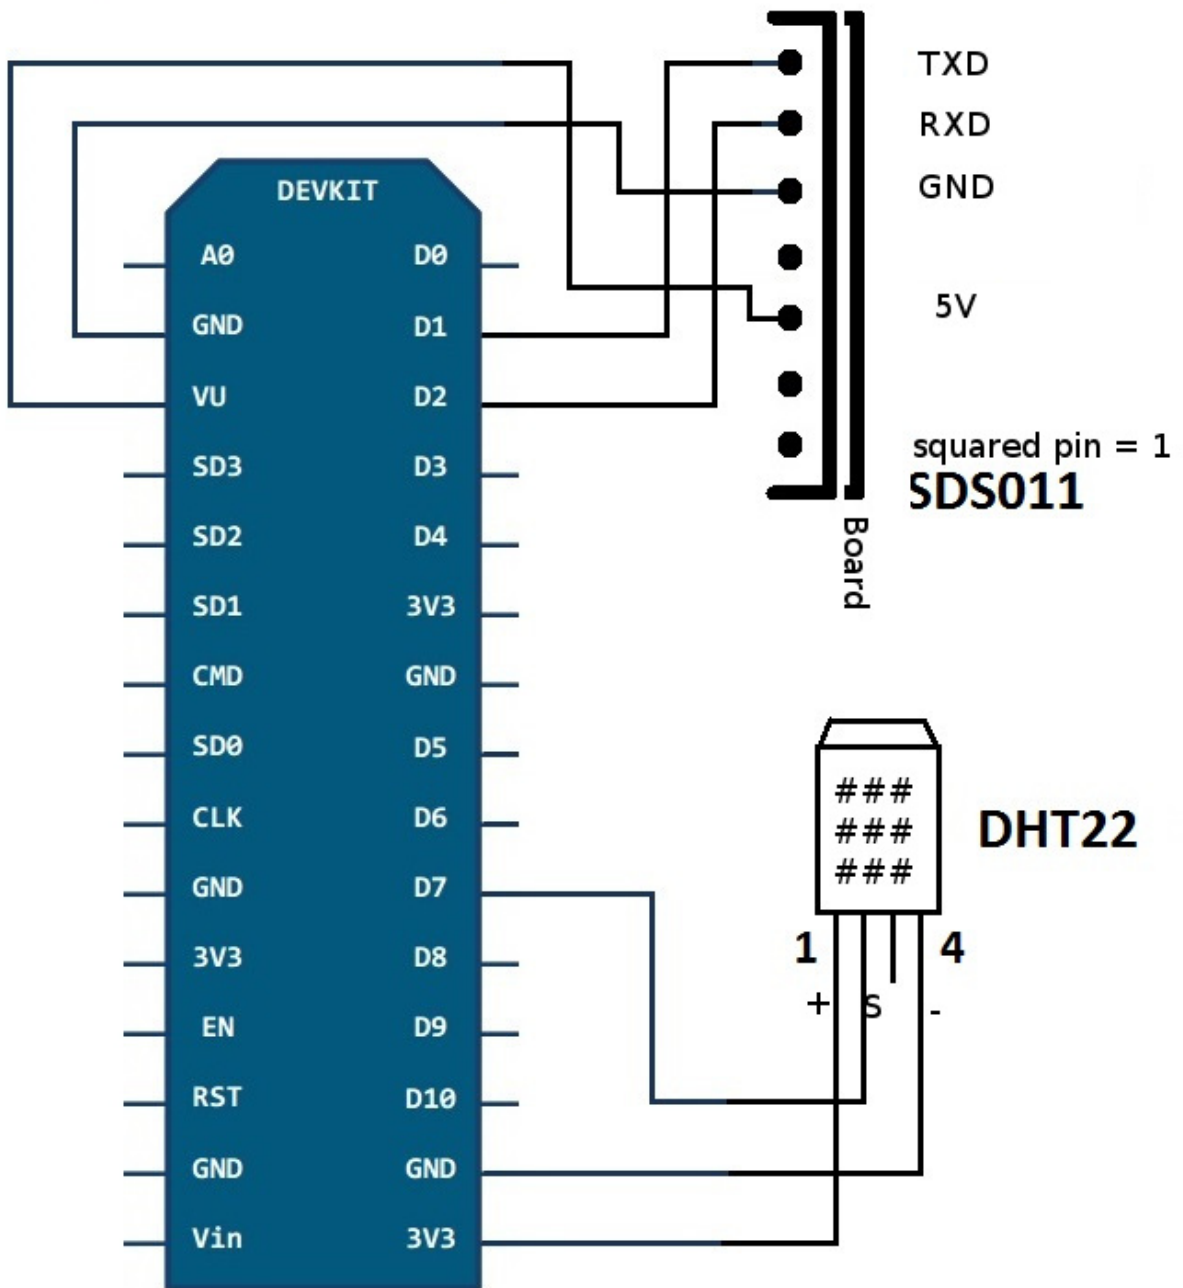 TXD
RXD
GND
5V
squared pin = 1
SDS011
Board
DEVKIT
A0 D0
GND D1
VU D2
SD3 D3
SD2 D4
SD1 3V3
CMD GND
SD0 D5
CLK D6
GND D7
3V3 D8
EN D9
RST D10
GND GND
Vin 3V3
###
###
###
DHT22
1 4
+ S -